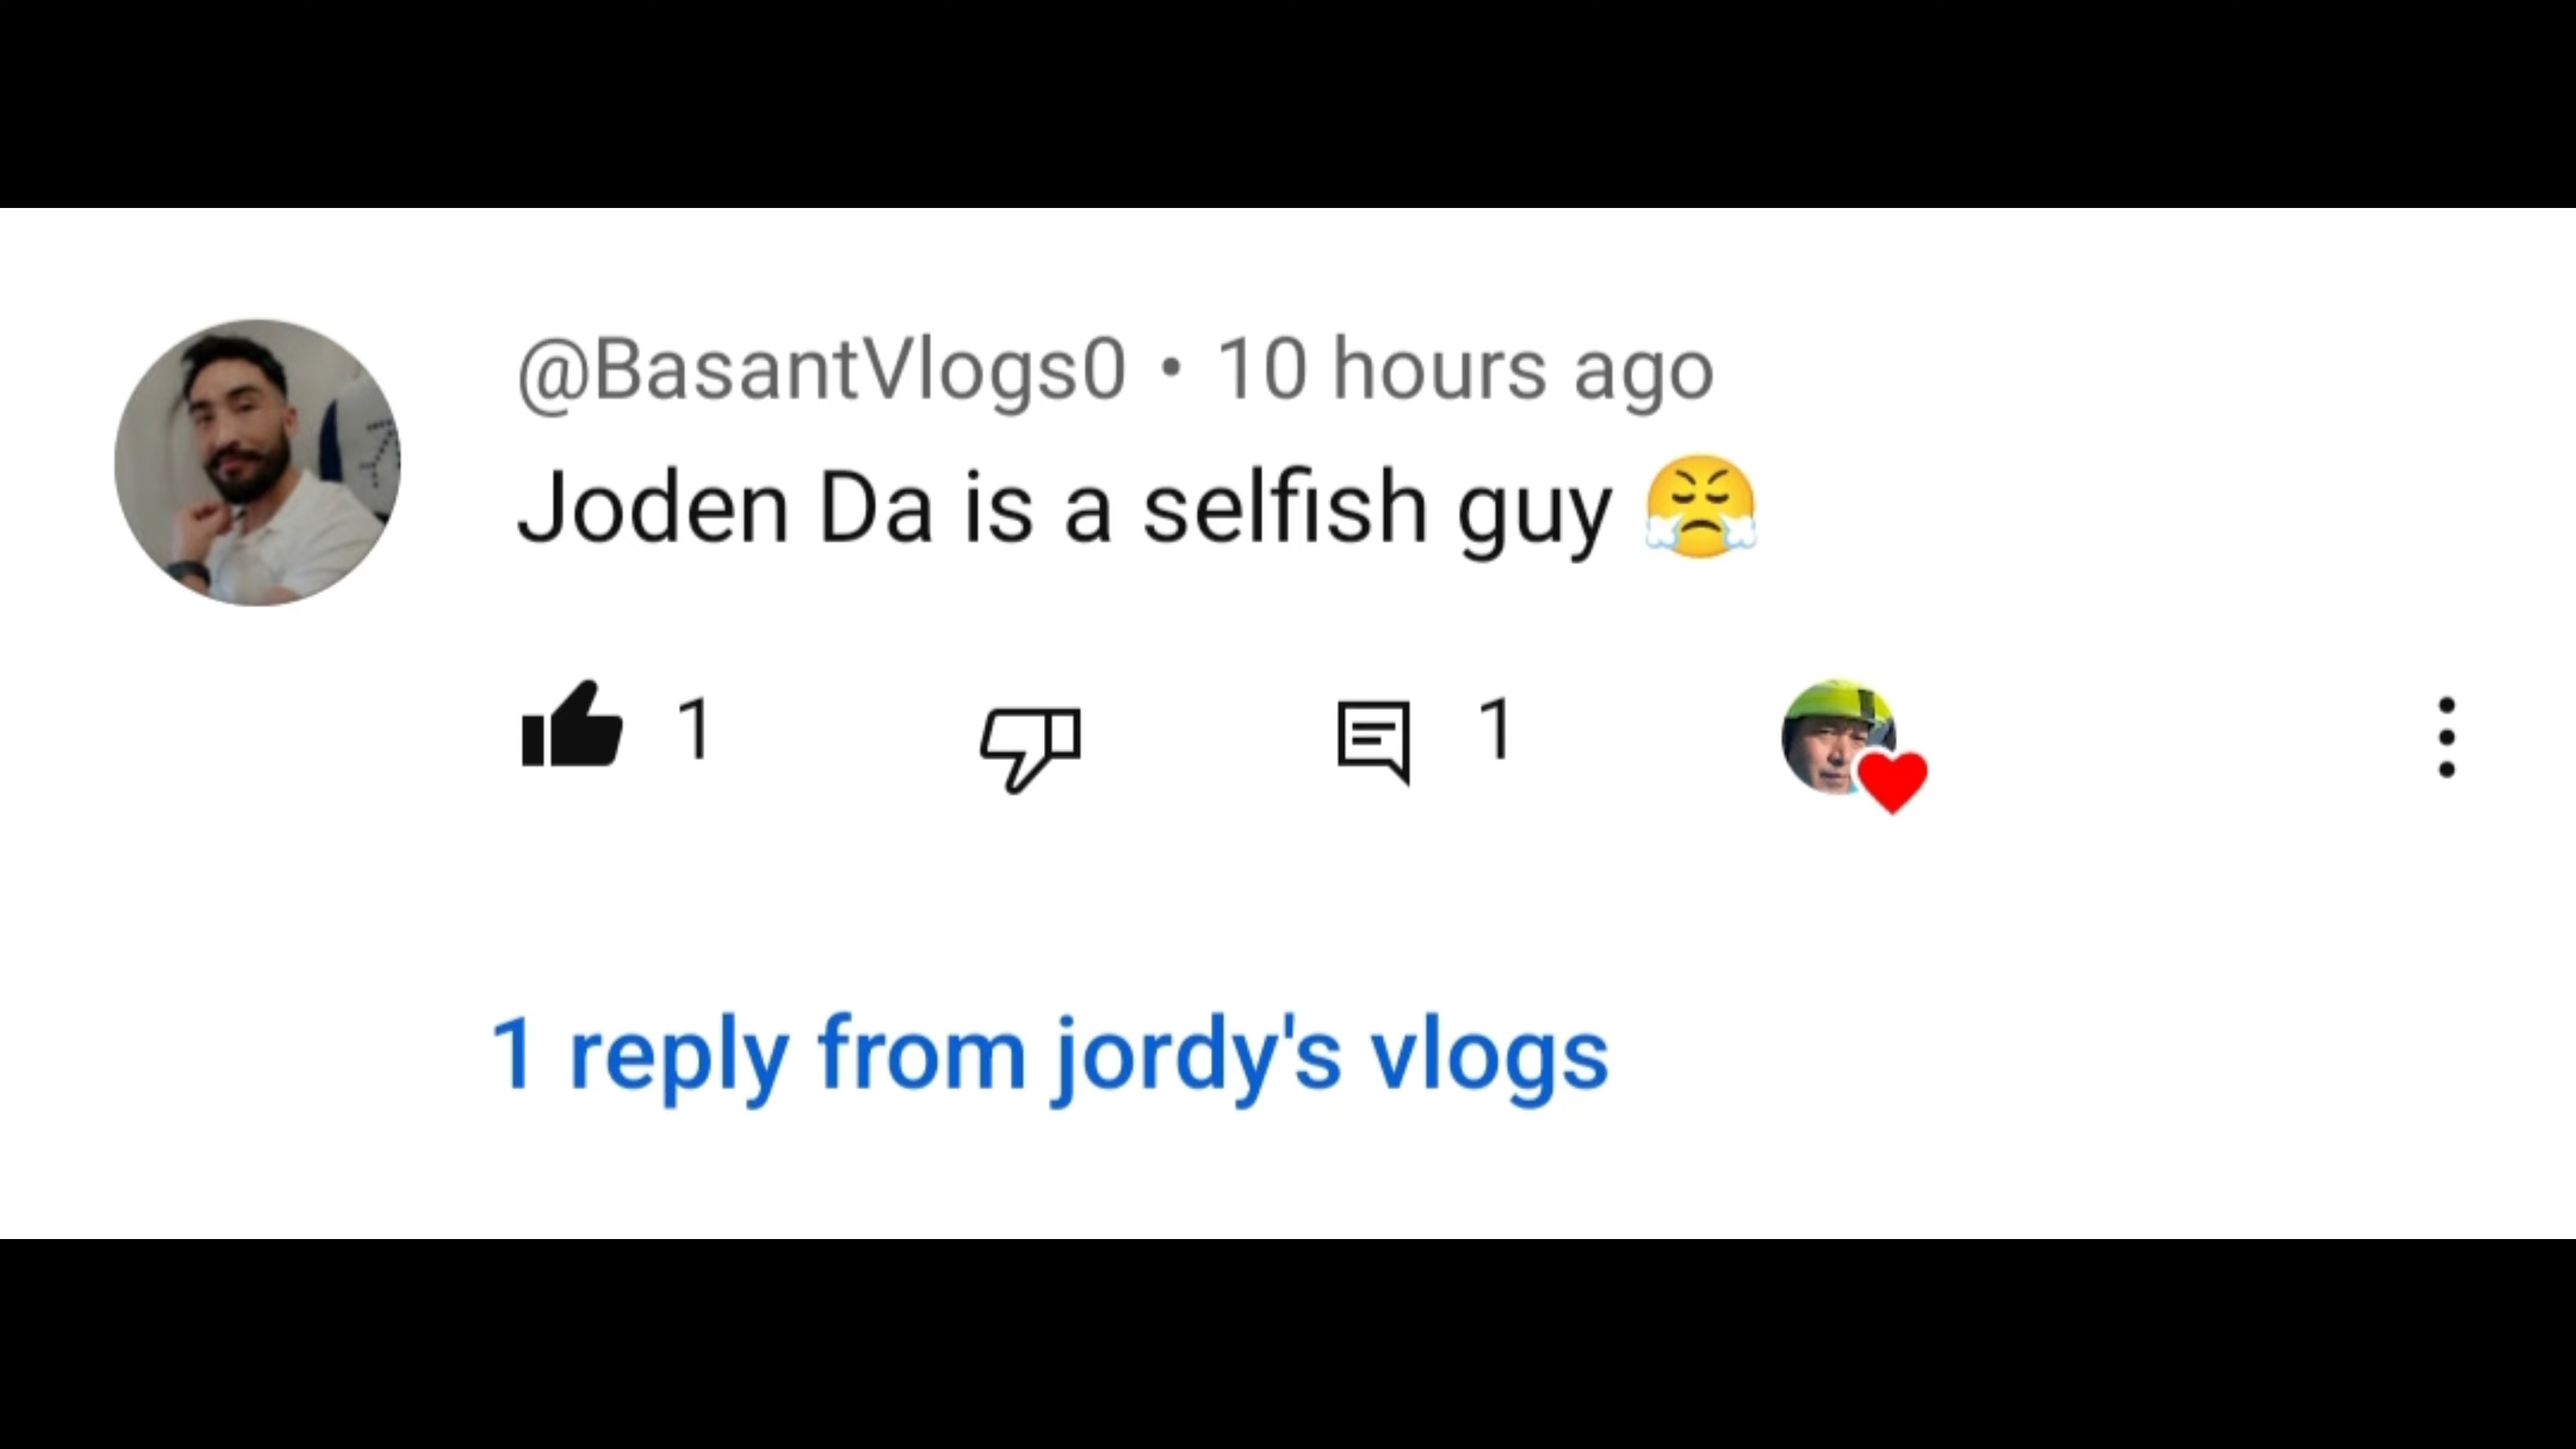 @BasantVlogs0 • 10 hours ago
Joden Da is a selfish guy 😤
1 1
1 reply from jordy's vlogs